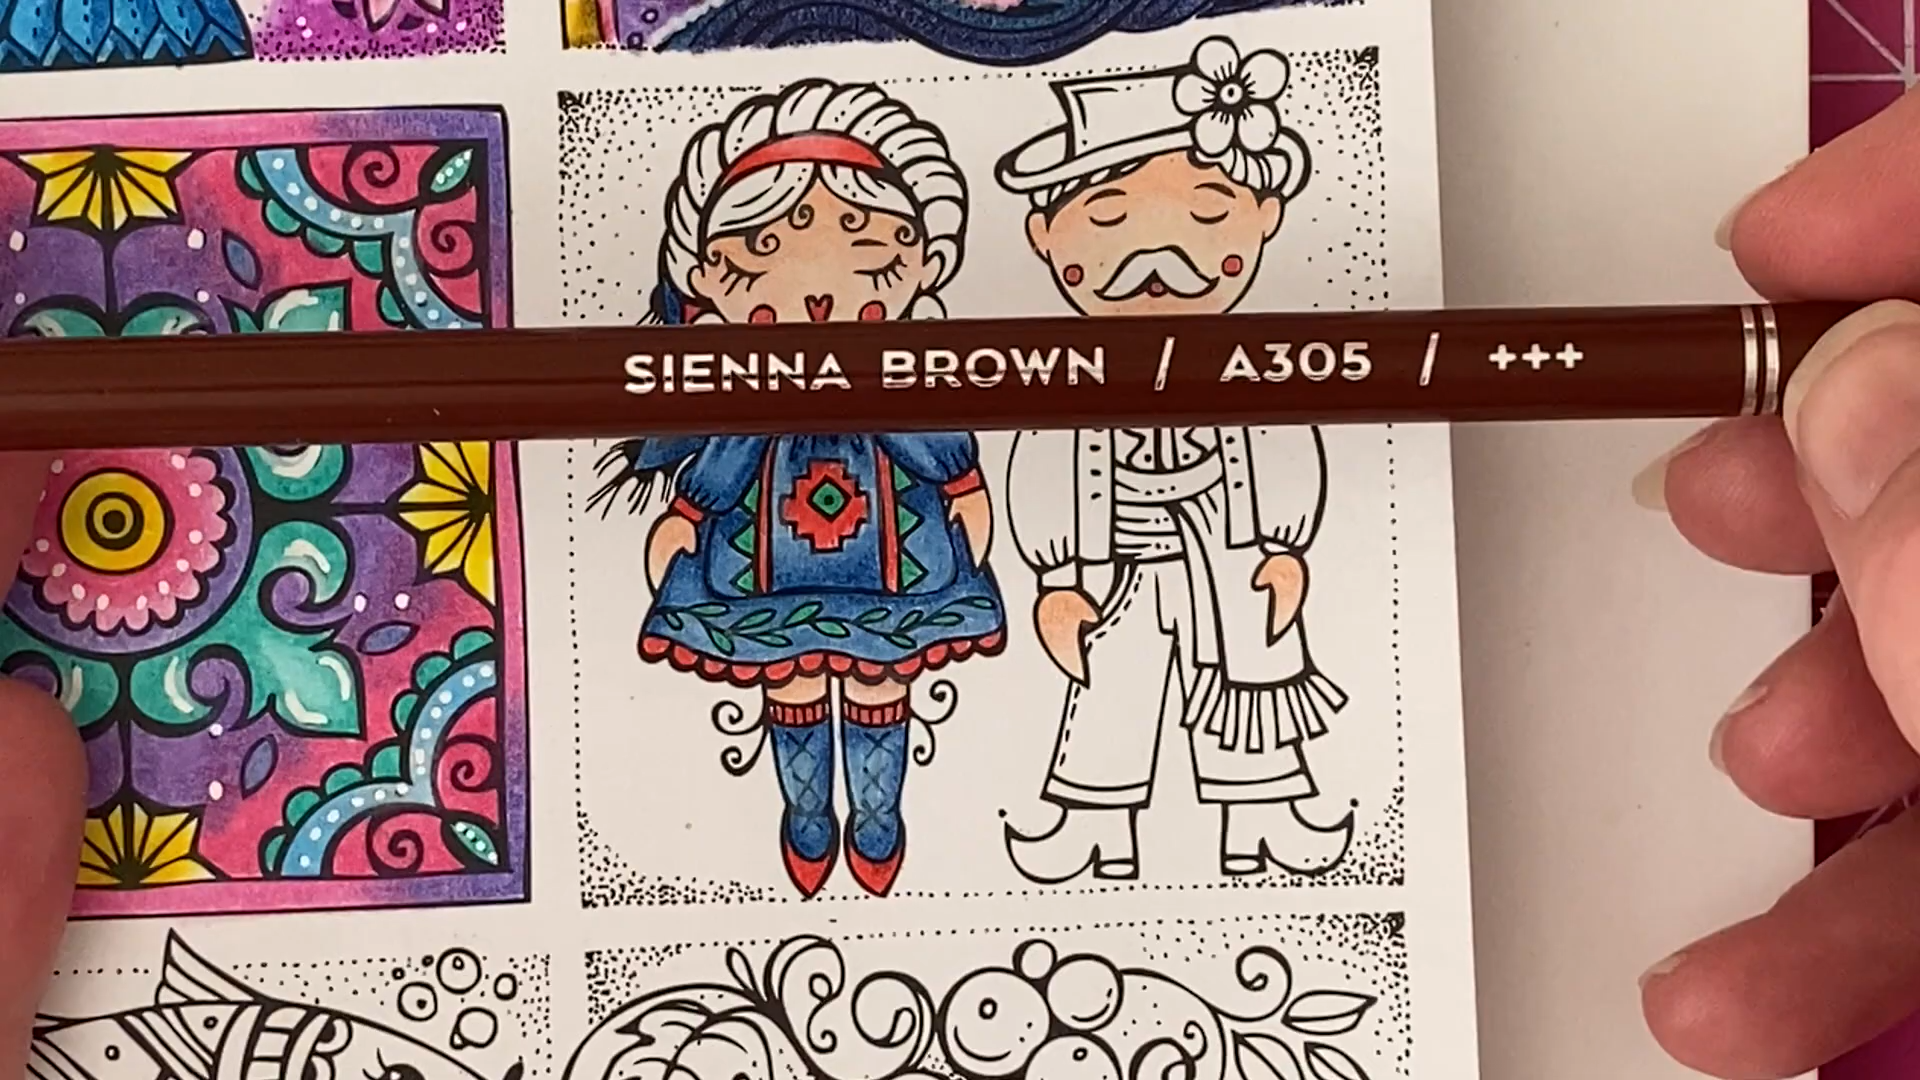 SIENNA BROWN / A305 / +++